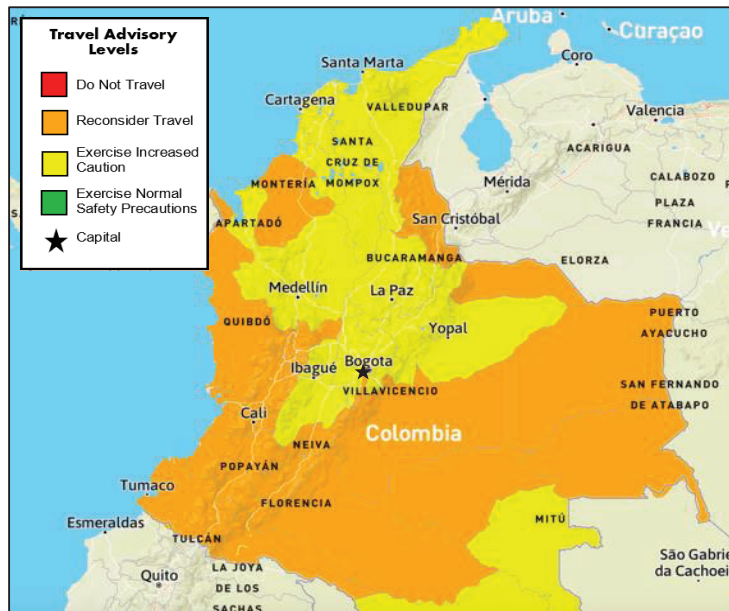 Travel Advisory
Levels
Do Not Travel
Reconsider Travel
Exercise Increased
Caution
Exercise Normal
Safety Precautions
Capital
Aruba
Curaçao
Santa Marta
Coro
Cartagena
VALLEDUPAR
Valencia
SANTA
CRUZ DE
MOMPOX
ACARIGUA
Mérida
CALABOZO
MONTERÍA
PLAZA
San Cristóbal
FRANCIA
APARTADÓ
Ve
BUCARAMANGA
ELORZA
Medellín
La Paz
PUERTO
AYACUCHO
QUIBDÓ
Yopal
Bogota
Ibagué
VILLAVICENCIO
SAN FERNANDO
DE ATABAPO
Cali
Colombia
NEIVA
POPAYÁN
Tumaco
FLORENCIA
Esmeraldas
MITÚ
TULCÁN
São Gabrie
da Cachoei
LA JOYA
DE LOS
SACHAS
Quito